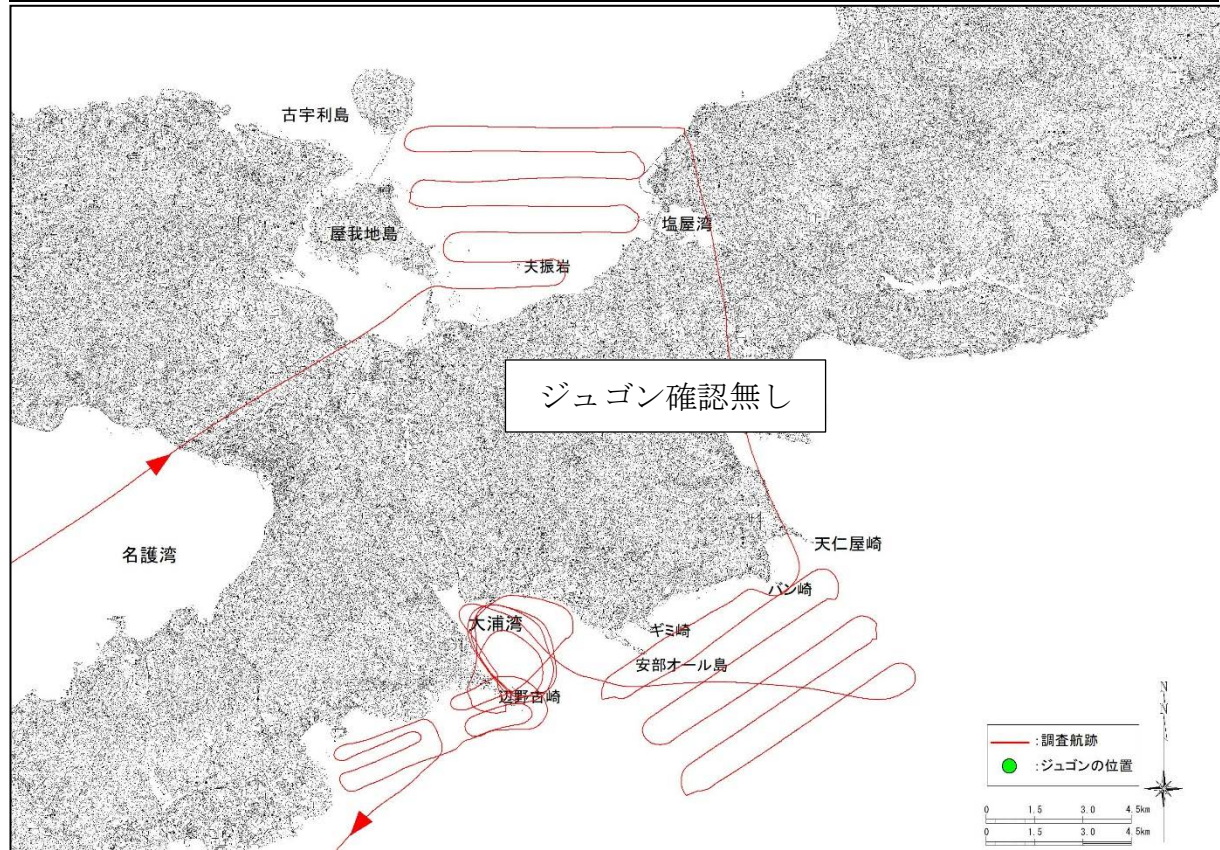 古宇利島
屋我地島
塩屋湾
夫振岩
ジュゴン確認無し
名護湾
天仁屋崎
バン崎
大浦湾
ギミ崎
安部オール島
辺野古崎
N
:調査航跡
:ジュゴンの位置
0 1.5 3.0 4.5km
0 1.5 3.0 4.5km